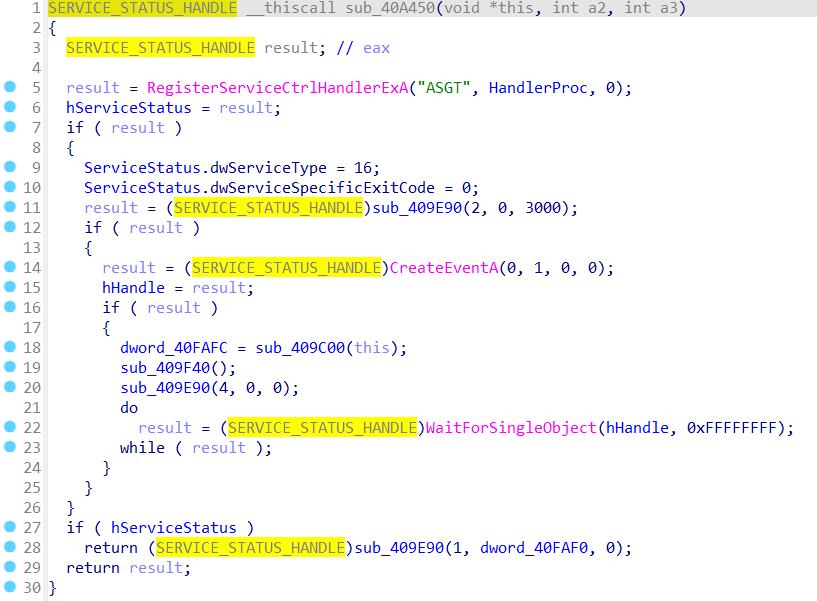 1 SERVICE_STATUS_HANDLE __thiscall sub_40A450(void *this, int a2, int a3)
2 {
3 SERVICE_STATUS_HANDLE result; // eax
4
5 result = RegisterServiceCtrlHandlerExA("ASGT", HandlerProc, 0);
6 hServiceStatus = result;
7 if ( result )
8 {
9 ServiceStatus.dwServiceType = 16;
10 ServiceStatus.dwServiceSpecificExitCode = 0;
11 result = (SERVICE_STATUS_HANDLE)sub_409E90(2, 0, 3000);
12 if ( result )
13 {
14 result = (SERVICE_STATUS_HANDLE)CreateEventA(0, 1, 0, 0);
15 hHandle = result;
16 if ( result )
17 {
18 dword_40FAFC = sub_409C00(this);
19 sub_409F40();
20 sub_409E90(4, 0, 0);
21 do
22 result = (SERVICE_STATUS_HANDLE)WaitForSingleObject(hHandle, 0xFFFFFFFF);
23 while ( result );
24 }
25 }
26 }
27 if ( hServiceStatus )
28 return (SERVICE_STATUS_HANDLE)sub_409E90(1, dword_40FAF0, 0);
29 return result;
30 }